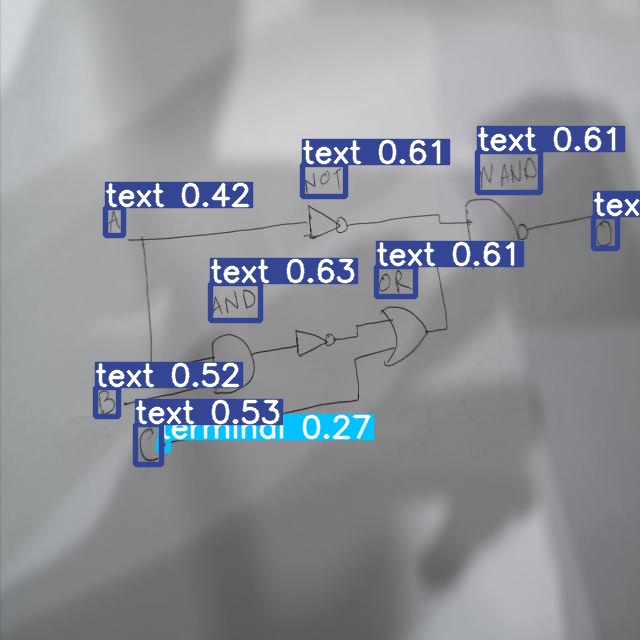 text 0.61
NAND
text 0.61
NOT
text 0.42
A
tex
O
text 0.61
OR
text 0.63
AND
text 0.52
B
text 0.53
C
terminal 0.27